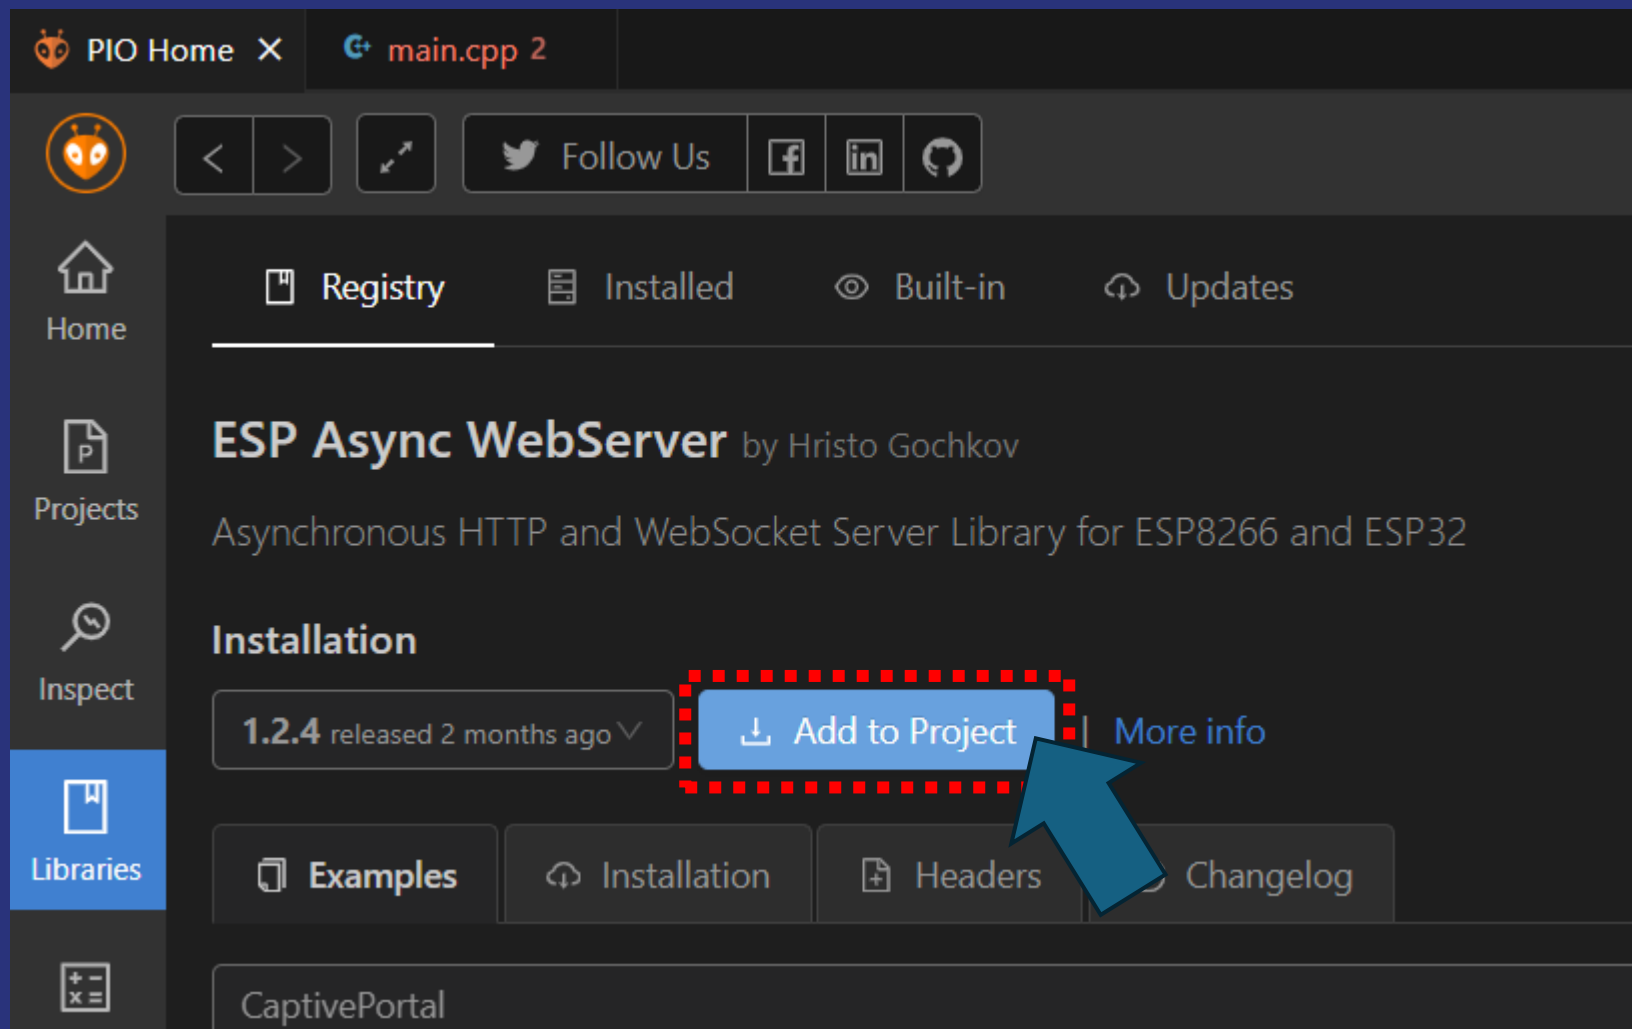 PIO Home main.cpp 2
Follow Us
Registry Installed Built-in Updates
Home
ESP Async WebServer by Hristo Gochkov
Projects
Asynchronous HTTP and WebSocket Server Library for ESP8266 and ESP32
Installation
Inspect
1.2.4 released 2 months ago Add to Project | More info
Libraries
Examples Installation Headers Changelog
CaptivePortal